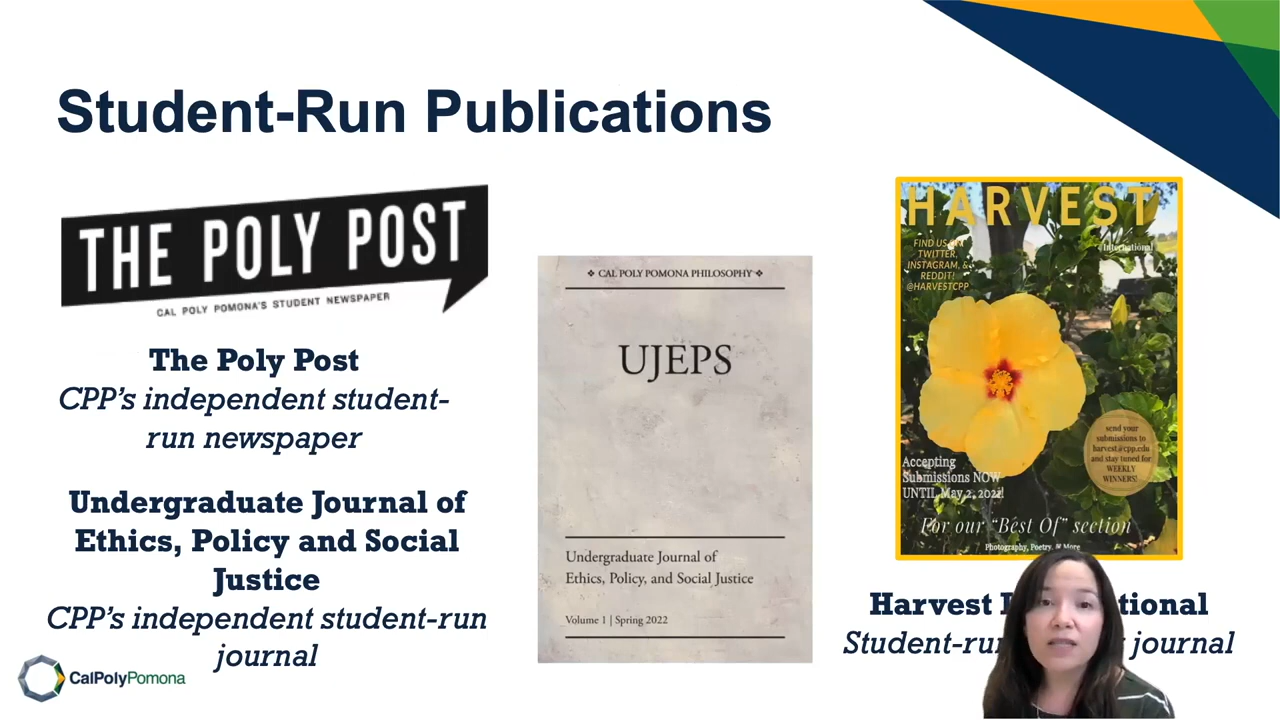 Student-Run Publications
THE POLY POST
CAL POLY POMONA'S STUDENT NEWSPAPER
The Poly Post
CPP's independent student-
run newspaper
Undergraduate Journal of
Ethics, Policy and Social
Justice
CPP's independent student-run
journal
CalPolyPomona
❖ CAL POLY POMONA PHILOSOPHY ❖
UJEPS
Undergraduate Journal of
Ethics, Policy, and Social Justice
Volume 1 | Spring 2022
HARVEST
International
FIND US ON
TWITTER,
INSTAGRAM, &
REDDIT!
@HARVESTCPP
send your
submissions to
harvest@cpp.edu
and stay tuned for
WEEKLY
WINNERS!
Accepting
Submissions NOW
UNTIL May 2, 2022!
For our "Best Of" section
Photography, Poetry, & More
Harvest
Student-run journal